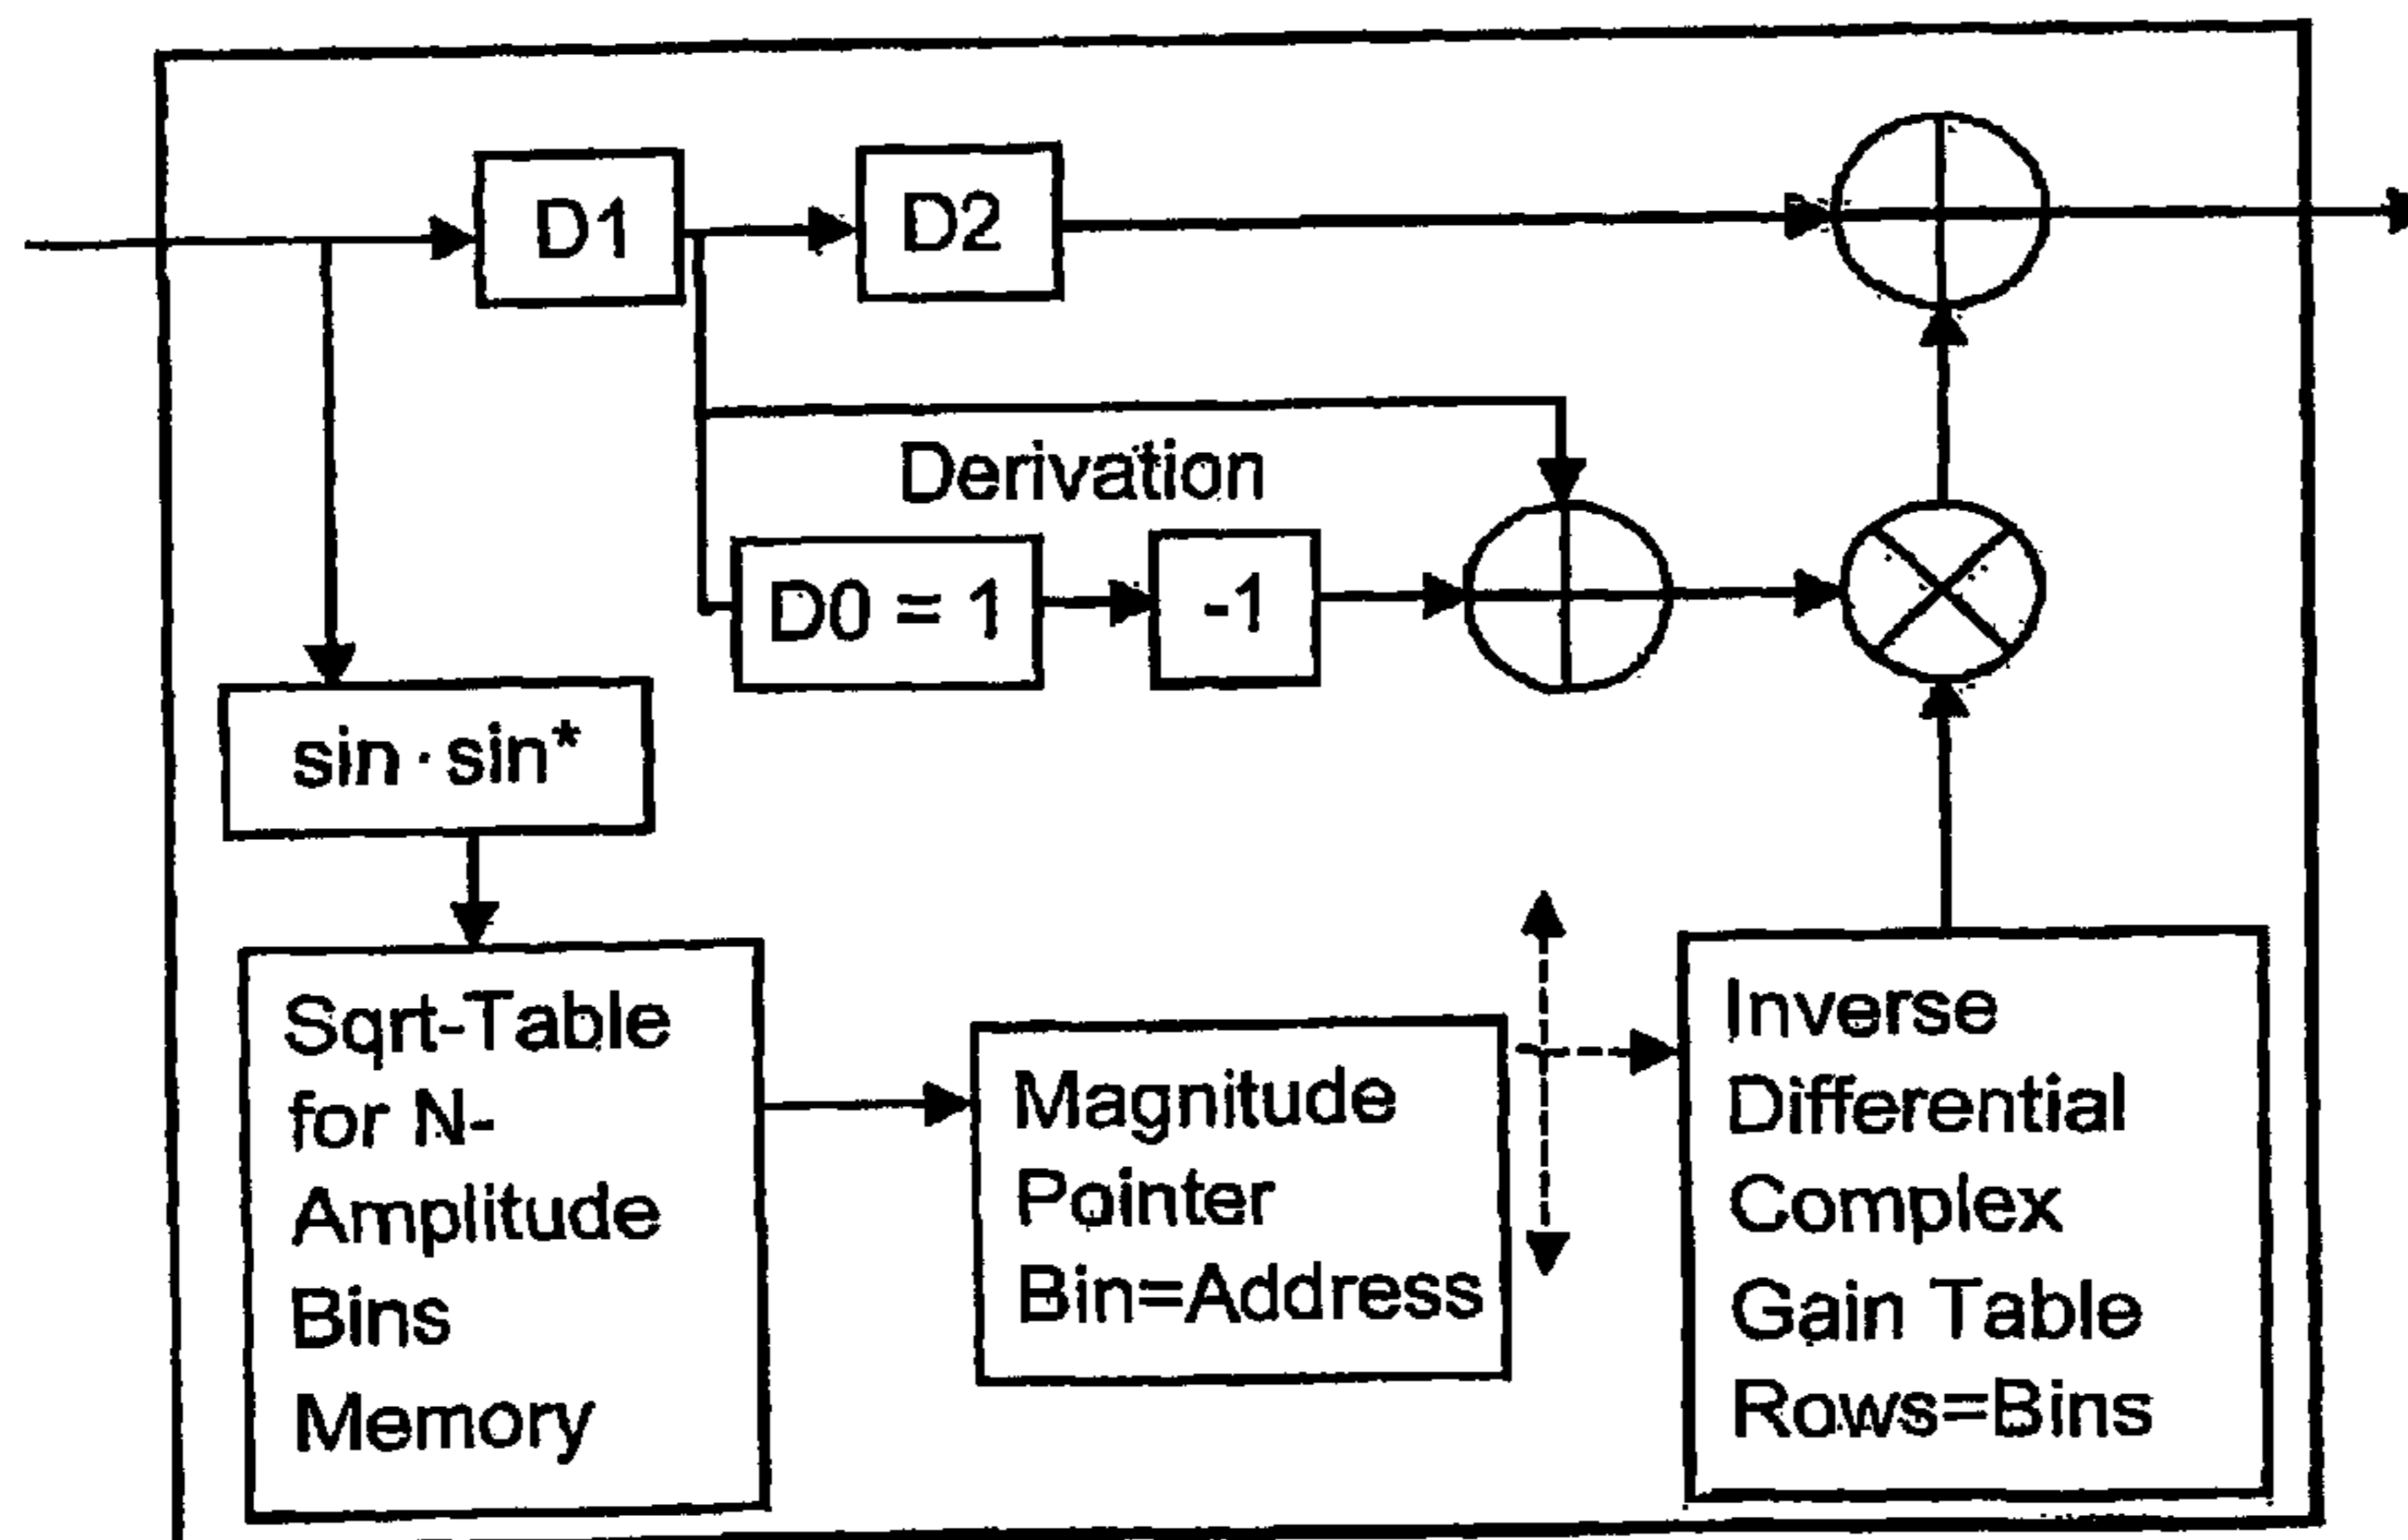 D1
D2
Derivation
D0 = 1
-1
sin · sin*
Sqrt-Table
for N-
Amplitude
Bins
Memory
Magnitude
Pointer
Bin=Address
Inverse
Differential
Complex
Gain Table
Rows=Bins